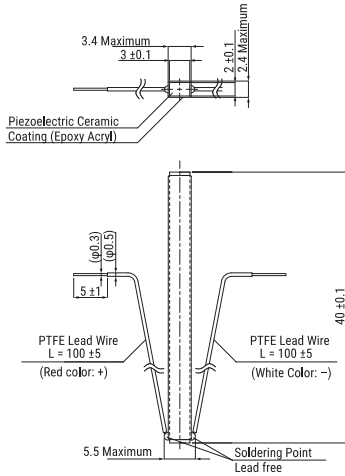 3.4 Maximum
3 ±0.1
2 ±0.1
2.4 Maximum
Piezoelectric Ceramic
Coating (Epoxy Acryl)
(φ0.3)
(φ0.5)
5 ±1
40 ±0.1
PTFE Lead Wire
L = 100 ±5
(Red color: +)
PTFE Lead Wire
L = 100 ±5
(White Color: −)
5.5 Maximum
Soldering Point
Lead free